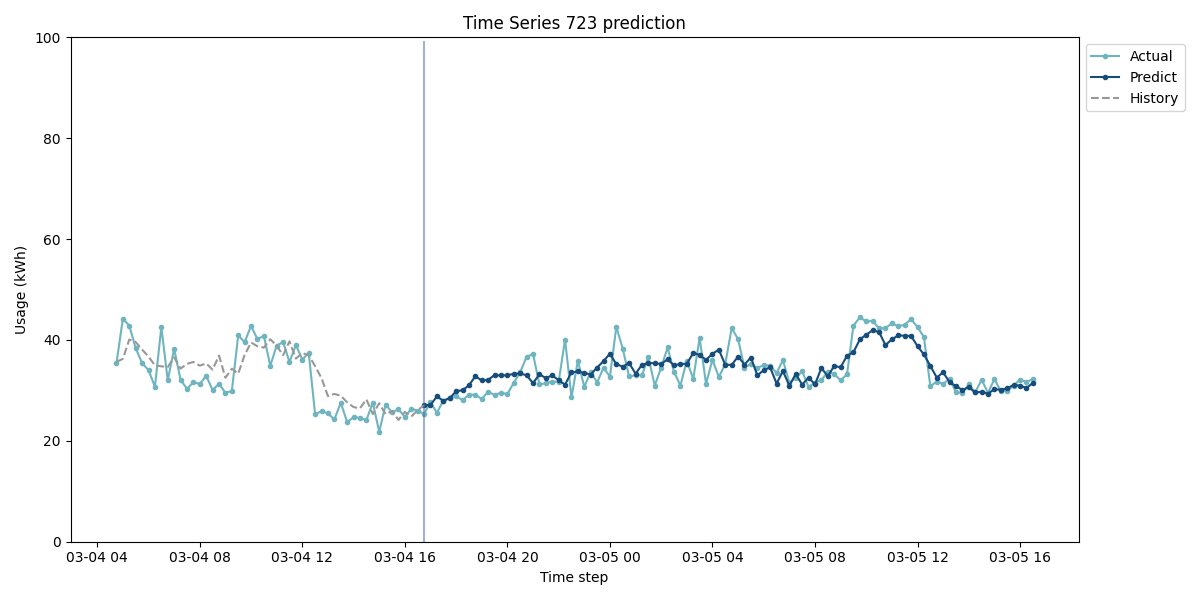 Time Series 723 prediction
100
80
60
40
20
0
Usage (kWh)
03-04 04
03-04 08
03-04 12
03-04 16
03-04 20
03-05 00
03-05 04
03-05 08
03-05 12
03-05 16
Time step
Actual
Predict
History